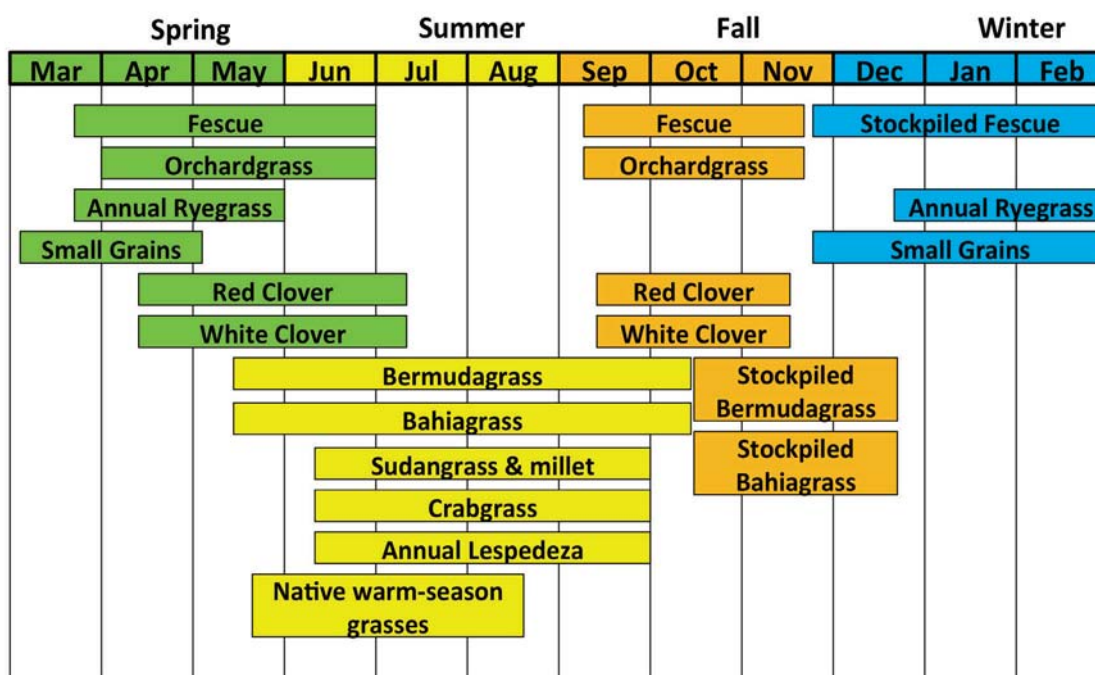 Spring Summer Fall Winter
Mar Apr May Jun Jul Aug Sep Oct Nov Dec Jan Feb
Fescue Fescue Stockpiled Fescue
Orchardgrass Orchardgrass
Annual Ryegrass Annual Ryegrass
Small Grains Small Grains
Red Clover Red Clover
White Clover White Clover
Bermudagrass
Stockpiled
Bermudagrass
Bahiagrass
Stockpiled
Bahiagrass
Sudangrass & millet
Crabgrass
Annual Lespedeza
Native warm-season
grasses